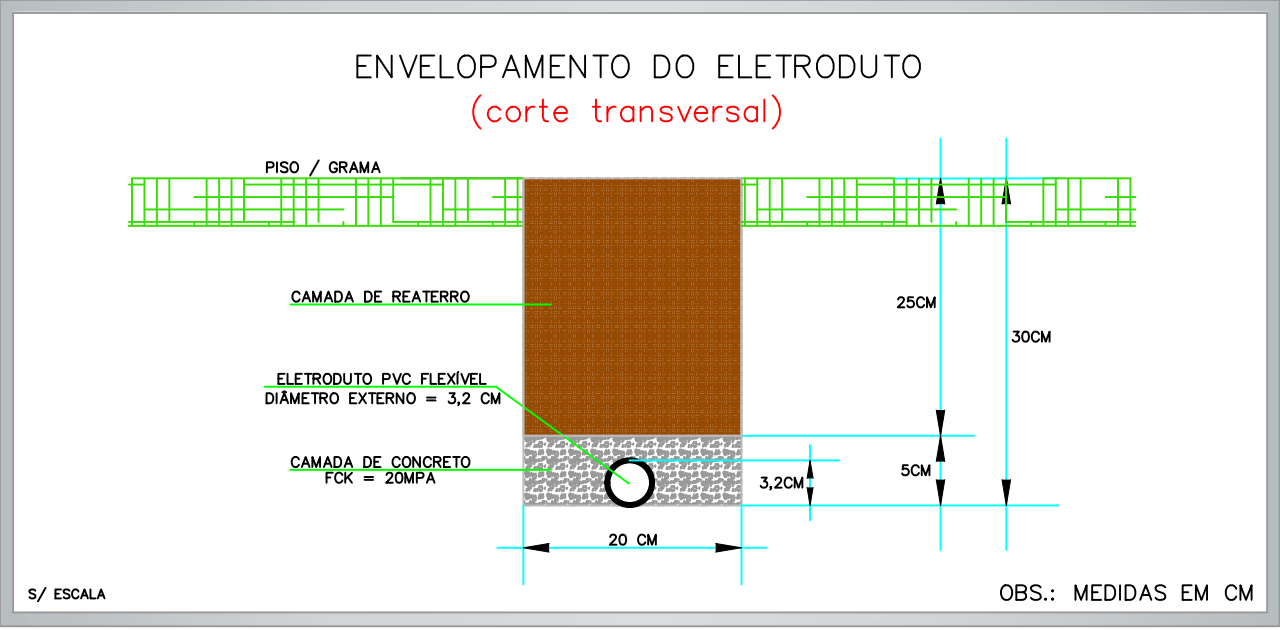 ENVELOPAMENTO DO ELETRODUTO
(corte transversal)
PISO / GRAMA
CAMADA DE REATERRO
25CM
30CM
ELETRODUTO PVC FLEXÍVEL
DIÂMETRO EXTERNO = 3,2 CM
CAMADA DE CONCRETO
FCK = 20MPA
5CM
3,2CM
20 CM
S/ ESCALA
OBS.: MEDIDAS EM CM